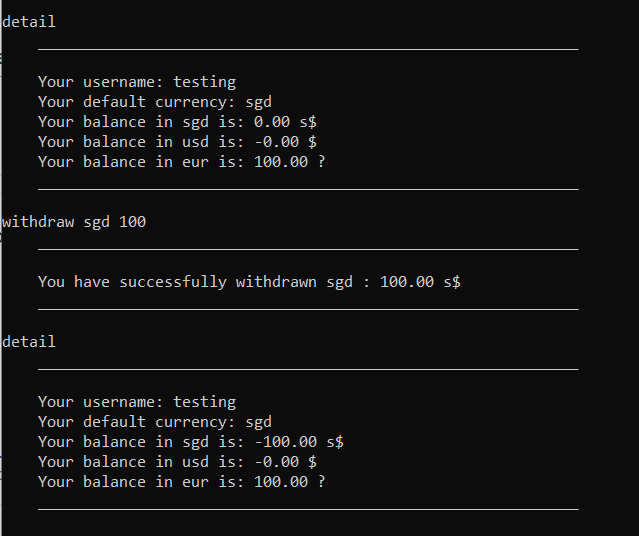 detail
Your username: testing
Your default currency: sgd
Your balance in sgd is: 0.00 s$
Your balance in usd is: -0.00 $
Your balance in eur is: 100.00 ?
withdraw sgd 100
You have successfully withdrawn sgd : 100.00 s$
detail
Your username: testing
Your default currency: sgd
Your balance in sgd is: -100.00 s$
Your balance in usd is: -0.00 $
Your balance in eur is: 100.00 ?